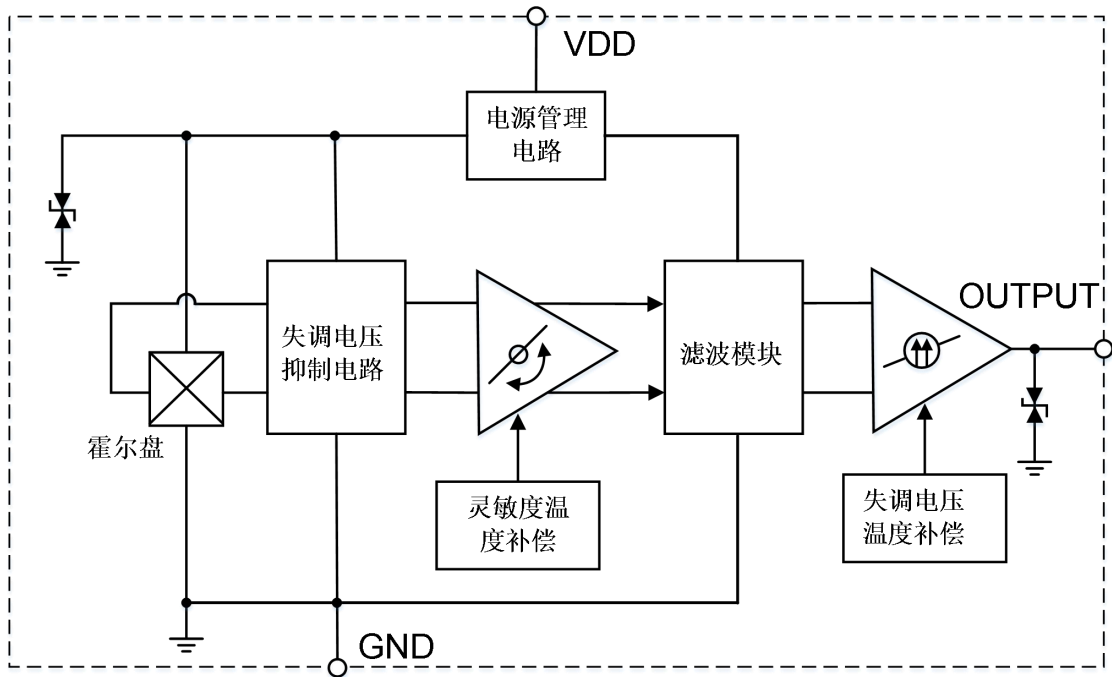 VDD
电源管理
电路
OUTPUT
失调电压
抑制电路
滤波模块
霍尔盘
灵敏度温
度补偿
失调电压
温度补偿
GND